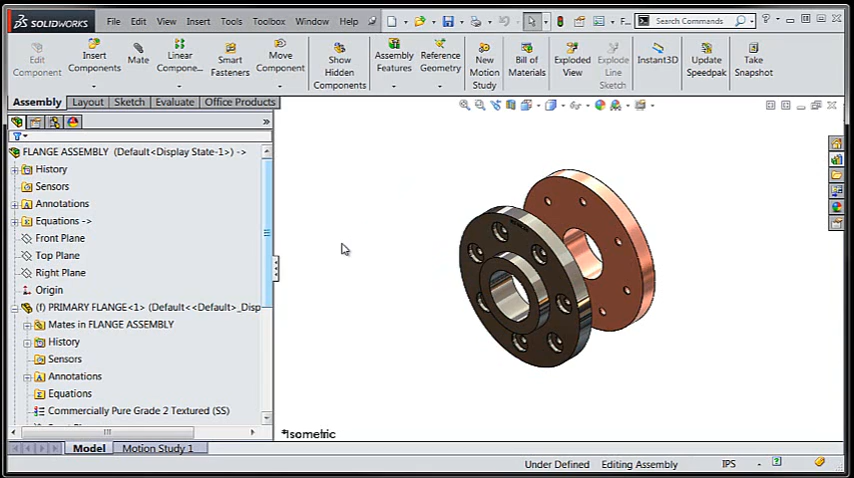 SOLIDWORKS File Edit View Insert Tools Toolbox Window Help F... Search Commands
Edit Component
Insert Components
Mate
Linear Compone...
Smart Fasteners
Move Component
Show Hidden Components
Assembly Features
Reference Geometry
New Motion Study
Bill of Materials
Exploded View
Explode Line Sketch
Instant3D
Update Speedpak
Take Snapshot
Assembly Layout Sketch Evaluate Office Products
FLANGE ASSEMBLY (Default<Display State-1>) ->
History
Sensors
Annotations
Equations ->
Front Plane
Top Plane
Right Plane
Origin
(f) PRIMARY FLANGE<1> (Default<<Default>_Disp
Mates in FLANGE ASSEMBLY
History
Sensors
Annotations
Equations
Commercially Pure Grade 2 Textured (SS)
*Isometric
Model Motion Study 1
Under Defined Editing Assembly IPS